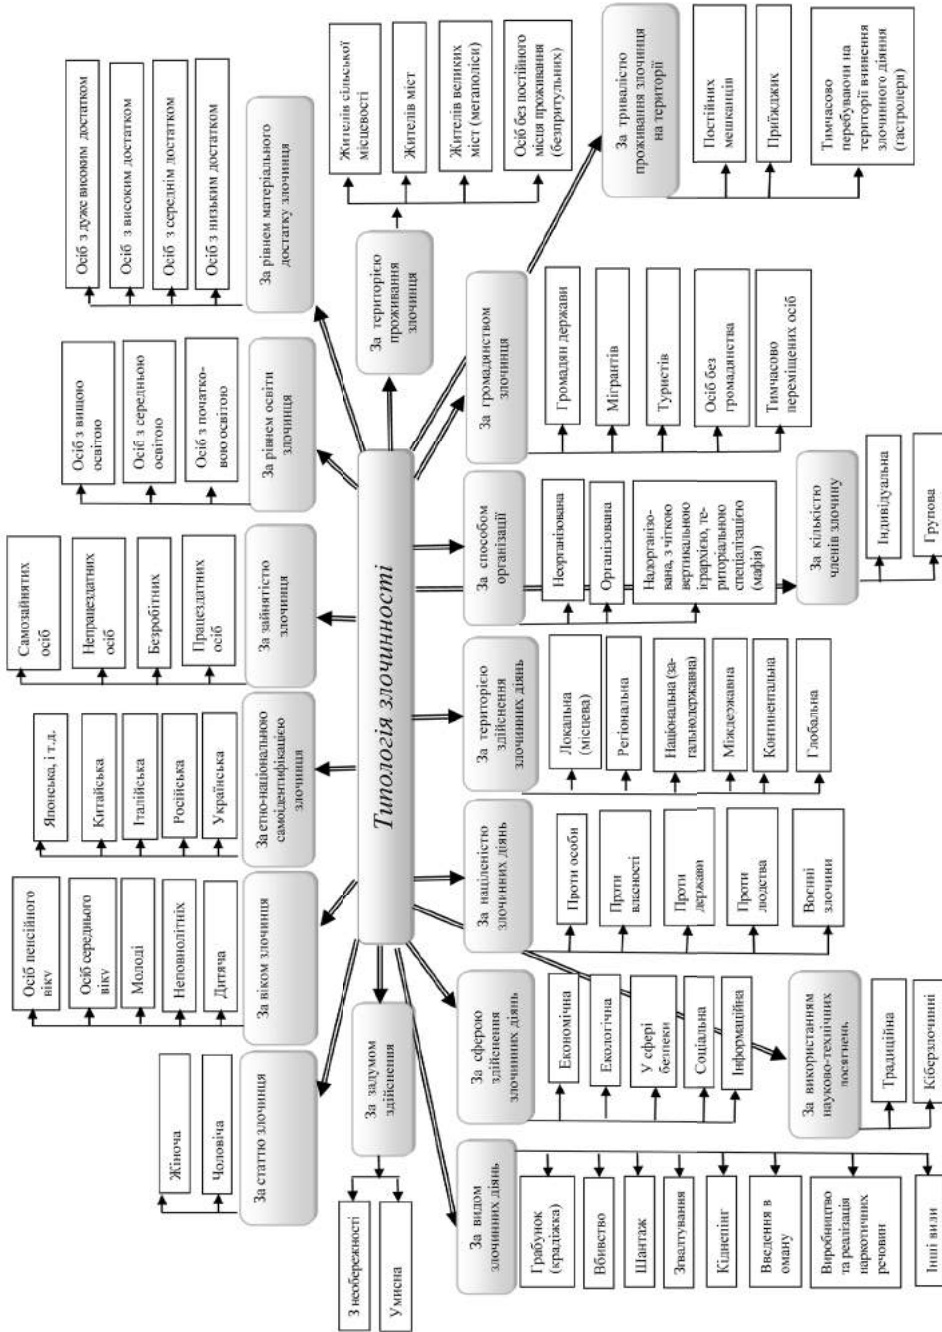 Жіноча
Чоловіча
За статтю злочинця
Осіб пенсійного
віку
Осіб середнього
віку
Молоді
Неповнолітніх
Дитяча
За віком злочинця
Японська, і т.д.
Китайська
Італійська
Російська
Українська
За етно-національною
самоідентифікацією
злочинця
Самозайнятих
осіб
Непрацездатних
осіб
Безробітних
Працездатних
осіб
За зайнятістю
злочинця
Осіб з вищою
освітою
Осіб з середньою
освітою
Осіб з початко-
вою освітою
За рівнем освіти
злочинця
Осіб з дуже високим достатком
Осіб з високим достатком
Осіб з середнім достатком
Осіб з низьким достатком
За рівнем матеріального
достатку злочинця
Типологія злочинності
За задумом
здійснення
З необережності
Умисна
За територією
проживання
злочинця
Жителів сільської
місцевості
Жителів міст
Жителів великих
міст (мегаполіси)
Осіб без постійного
місця проживання
(безпритульних)
За видом
злочинних діянь
Грабунок
(крадіжка)
Вбивство
Шантаж
Згвалтування
Кіднепінг
Введення в
оману
Виробництво
та реалізація
наркотичних
речовин
Інші види
За сферою
здійснення
злочинних діянь
Економічна
Екологічна
У сфері
безпеки
Соціальна
Інформаційна
За націленістю
злочинних діянь
Проти особи
Проти
власності
Проти
держави
Проти
людства
Воєнні
злочини
За використанням
науково-технічних
досягнень
Традиційна
Кіберзлочинні
За територією
здійснення
злочинних діянь
Локальна
(місцева)
Регіональна
Національна (за-
гальнодержавна)
Міждержавна
Континентальна
Глобальна
За способом
організації
Неорганізована
Організована
Надорганізо-
вана, з чіткою
вертикальною
ієрархією, те-
риторіальною
спеціалізацією
(мафія)
За кількістю
членів злочину
Індивідуальна
Групова
За громадянством
злочинця
Громадян держави
Мігрантів
Туристів
Осіб без
громадянства
Тимчасово
переміщених осіб
За тривалістю
проживання злочинця
на території
Постійних
мешканців
Приїжджих
Тимчасово
перебуваючи на
території вчинення
злочинного діяння
(гастролери)